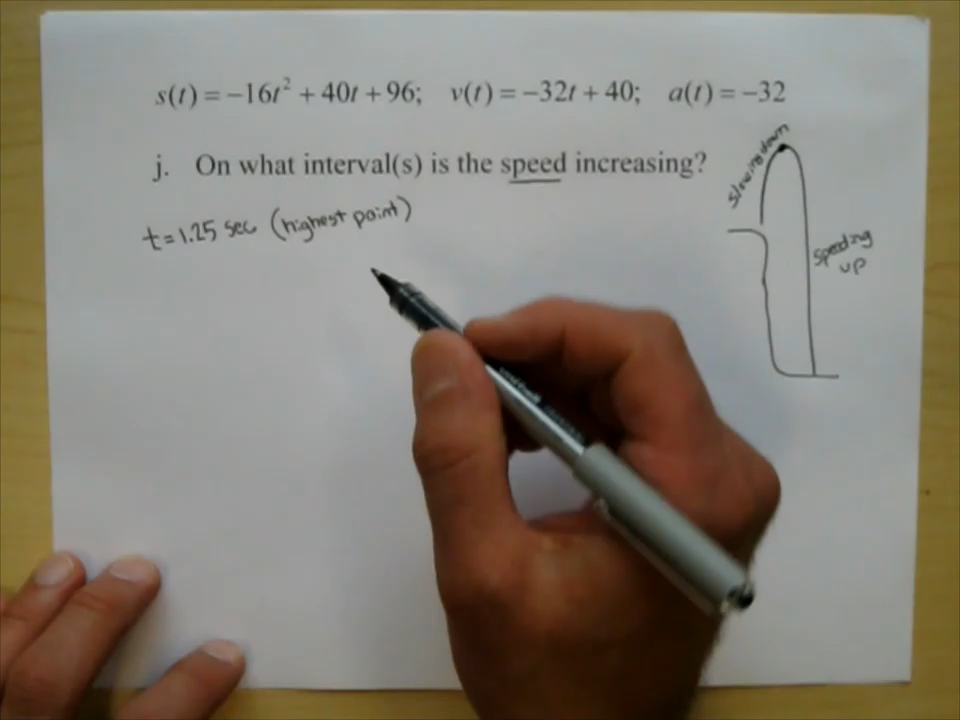 s(t) = −16t² + 40t + 96; v(t) = −32t + 40; a(t) = −32
j. On what interval(s) is the speed increasing?
t = 1.25 sec (highest point)
slowing down
speeding
up